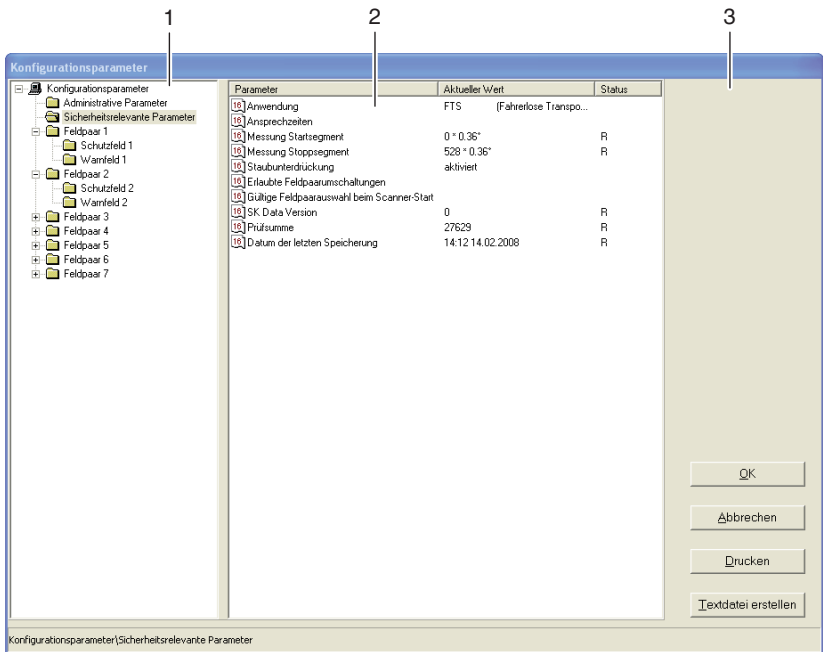 1 2 3
Konfigurationsparameter
Konfigurationsparameter
Administrative Parameter
Sicherheitsrelevante Parameter
Feldpaar 1
Schutzfeld 1
Warnfeld 1
Feldpaar 2
Schutzfeld 2
Warnfeld 2
Feldpaar 3
Feldpaar 4
Feldpaar 5
Feldpaar 6
Feldpaar 7
Parameter Aktueller Wert Status
Anwendung FTS (Fahrerlose Transpo...
Ansprechzeiten
Messung Startsegment 0 * 0.36° R
Messung Stoppsegment 528 * 0.36° R
Staubunterdrückung aktiviert
Erlaubte Feldpaarumschaltungen
Gültige Feldpaarauswahl beim Scanner-Start
SK Data Version 0 R
Prüfsumme 27629 R
Datum der letzten Speicherung 14:12 14.02.2008 R
OK
Abbrechen
Drucken
Textdatei erstellen
Konfigurationsparameter\Sicherheitsrelevante Parameter